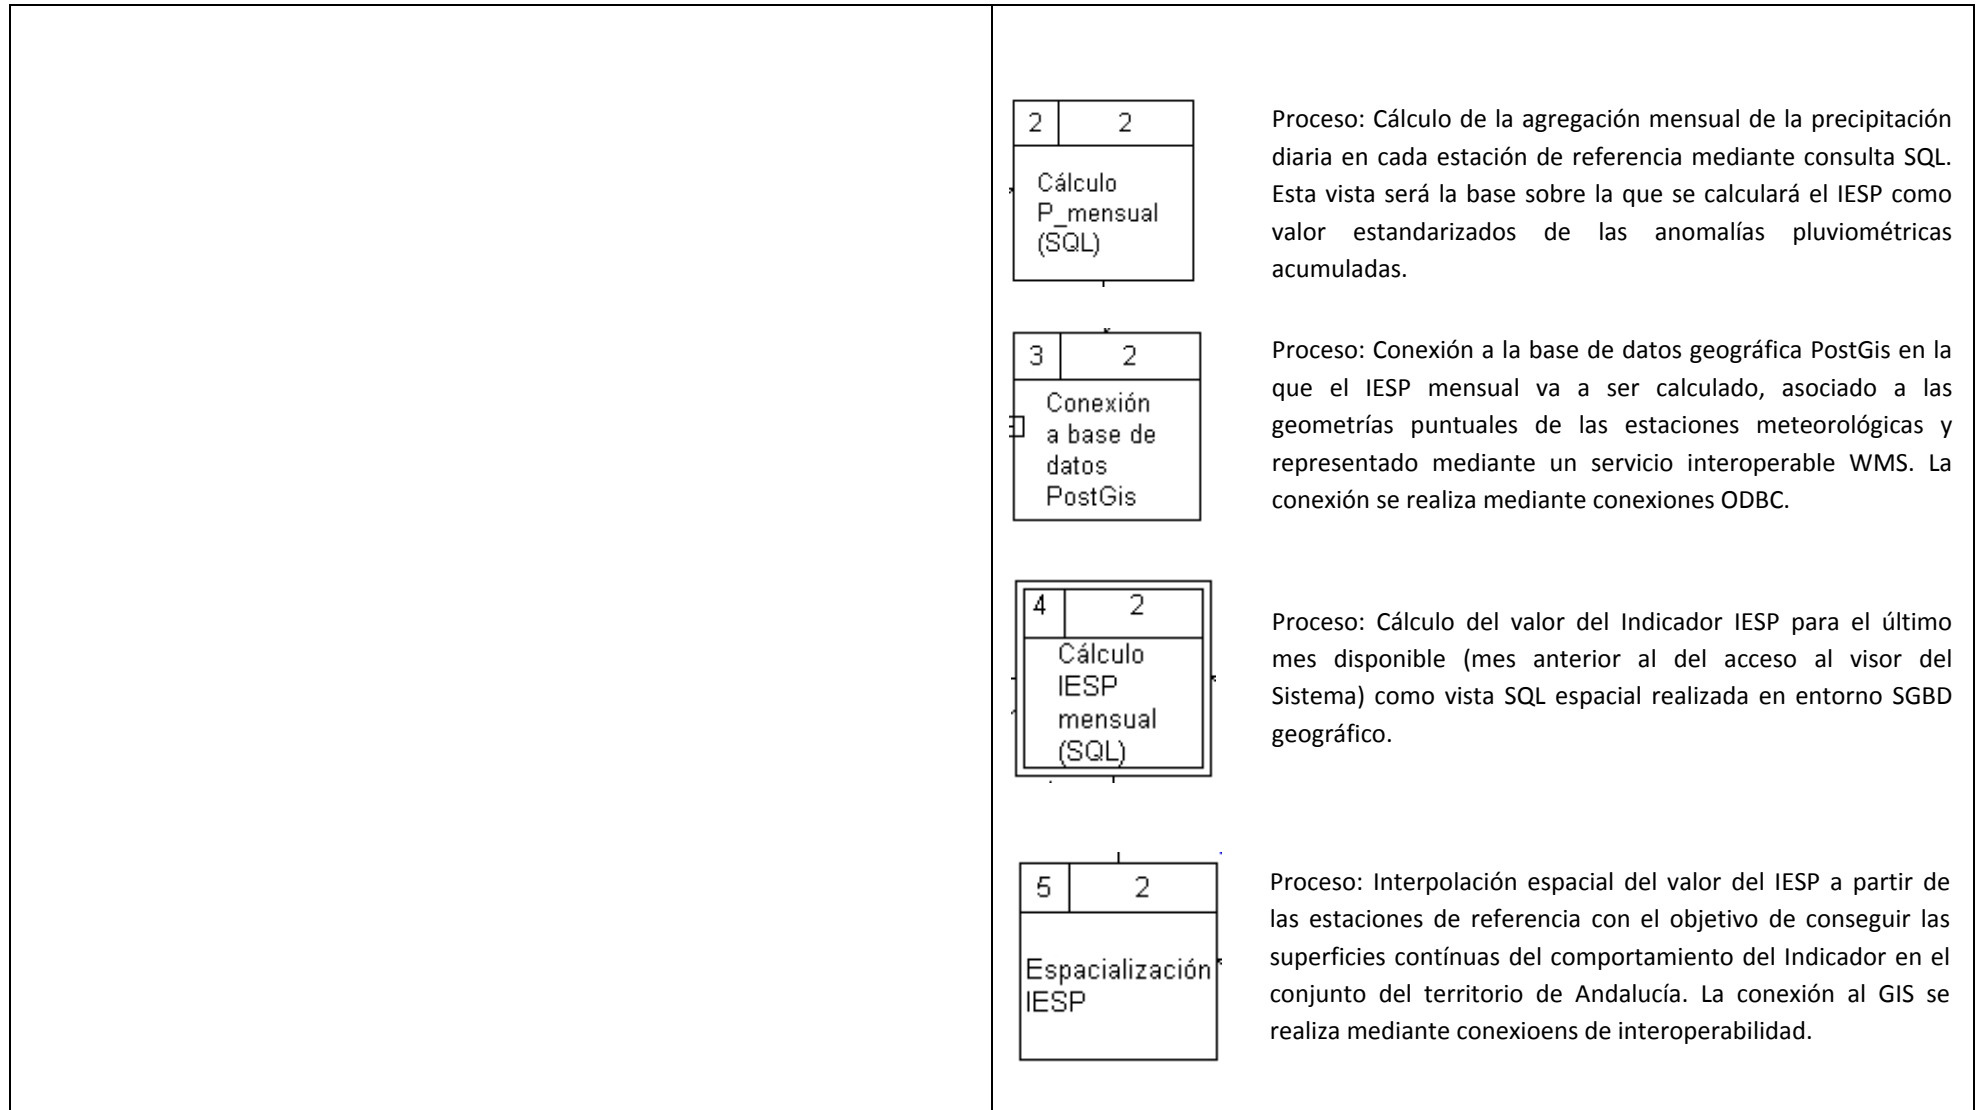 2 2
Cálculo
P_mensual
(SQL)
Proceso: Cálculo de la agregación mensual de la precipitación
diaria en cada estación de referencia mediante consulta SQL.
Esta vista será la base sobre la que se calculará el IESP como
valor estandarizados de las anomalías pluviométricas
acumuladas.
3 2
Conexión
a base de
datos
PostGis
Proceso: Conexión a la base de datos geográfica PostGis en la
que el IESP mensual va a ser calculado, asociado a las
geometrías puntuales de las estaciones meteorológicas y
representado mediante un servicio interoperable WMS. La
conexión se realiza mediante conexiones ODBC.
4 2
Cálculo
IESP
mensual
(SQL)
Proceso: Cálculo del valor del Indicador IESP para el último
mes disponible (mes anterior al del acceso al visor del
Sistema) como vista SQL espacial realizada en entorno SGBD
geográfico.
5 2
Espacialización
IESP
Proceso: Interpolación espacial del valor del IESP a partir de
las estaciones de referencia con el objetivo de conseguir las
superficies contínuas del comportamiento del Indicador en el
conjunto del territorio de Andalucía. La conexión al GIS se
realiza mediante conexioens de interoperabilidad.